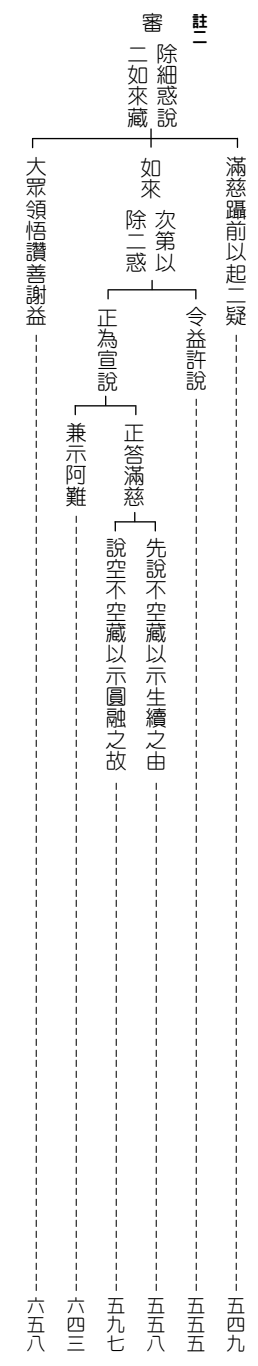 註二
審除細惑說二如來藏
滿慈躡前以起二疑 五四九
如來次第以除二惑
令益許說 五五五
正為宣說
正答滿慈
先說不空藏以示生續之由 五五八
說空不空藏以示圓融之故 五九七
兼示阿難 六四三
大眾領悟讚善謝益 六五八